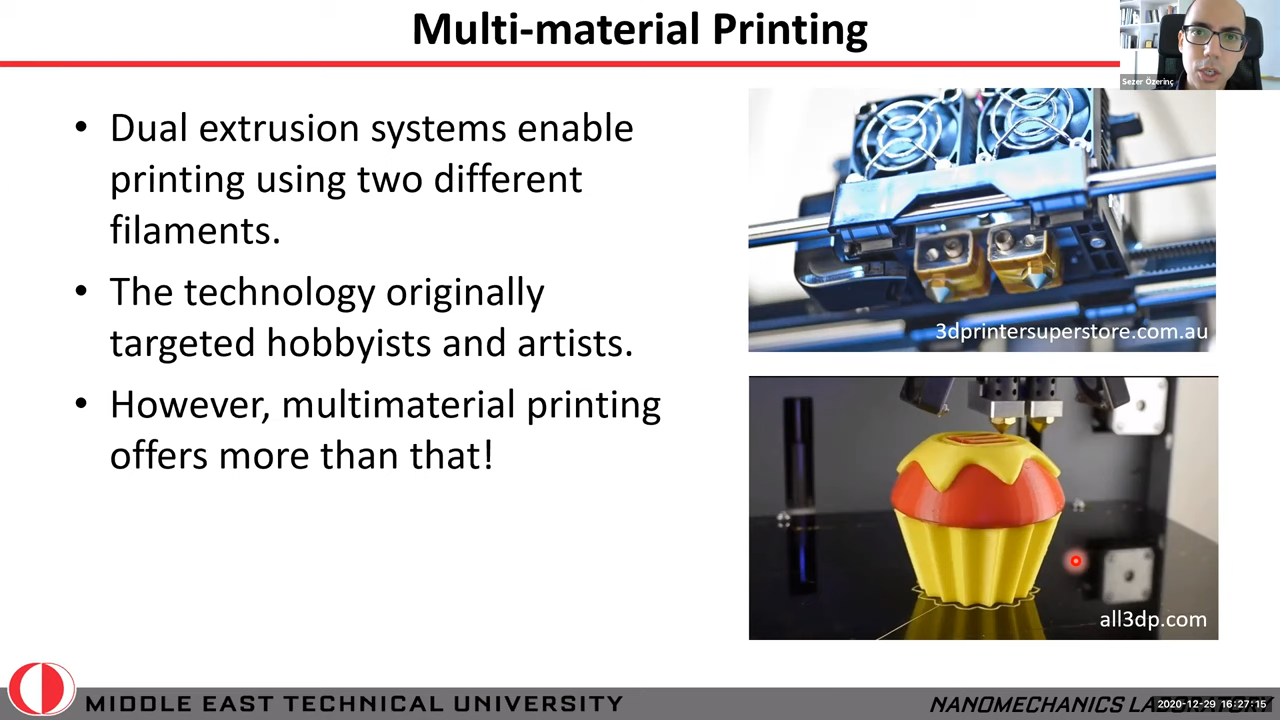 Multi-material Printing
Sezer Özerinç
• Dual extrusion systems enable
printing using two different
filaments.
• The technology originally
targeted hobbyists and artists.
• However, multimaterial printing
offers more than that!
3dprintersuperstore.com.au
all3dp.com
MIDDLE EAST TECHNICAL UNIVERSITY
NANOMECHANICS LABORATORY
2020-12-29 16:27:15